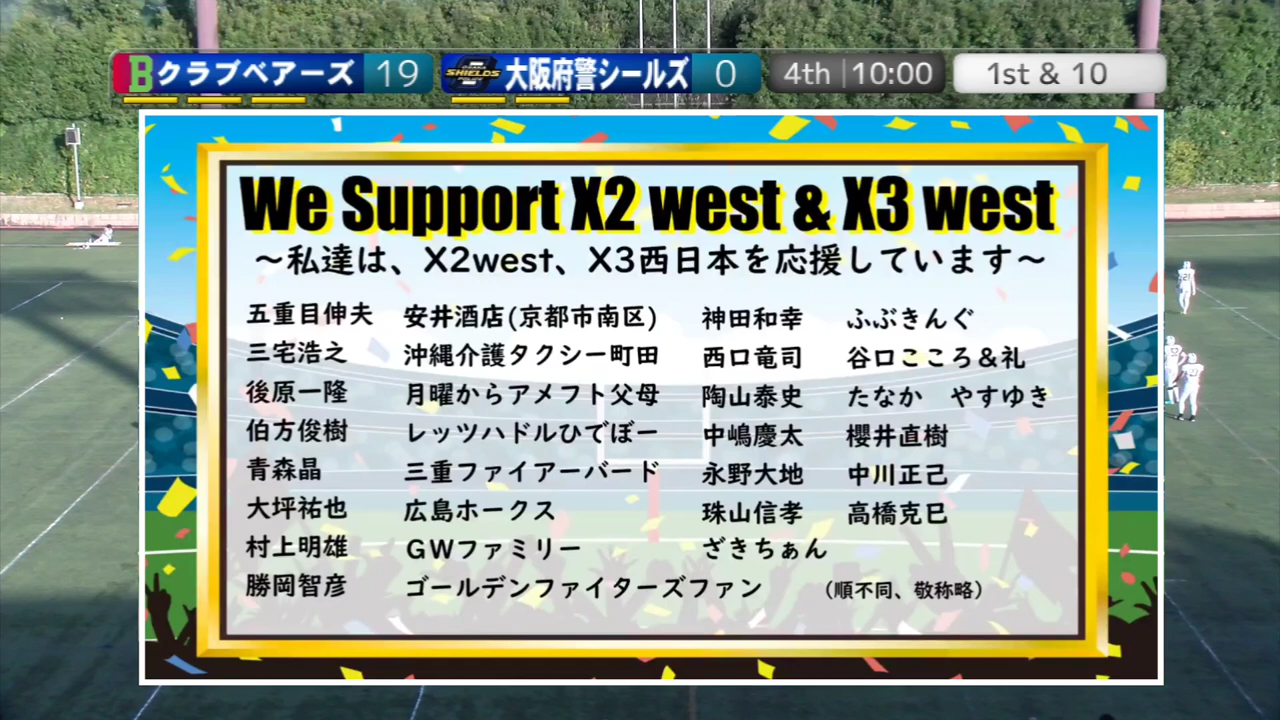 B クラブベアーズ 19 SHIELDS 大阪府警シールズ 0 4th 10:00 1st & 10
We Support X2 west & X3 west
～私達は、X2west、X3西日本を応援しています～
五重目伸夫 安井酒店(京都市南区) 神田和幸 ふぶきんぐ
三宅浩之 沖縄介護タクシー町田 西口竜司 谷口こころ＆礼
後原一隆 月曜からアメフト父母 陶山泰史 たなか　やすゆき
伯方俊樹 レッツハドルひでぼー 中嶋慶太 櫻井直樹
青森晶 三重ファイアーバード 永野大地 中川正己
大坪祐也 広島ホークス 珠山信孝 高橋克巳
村上明雄 GWファミリー ざきちぁん
勝岡智彦 ゴールデンファイターズファン （順不同、敬称略）